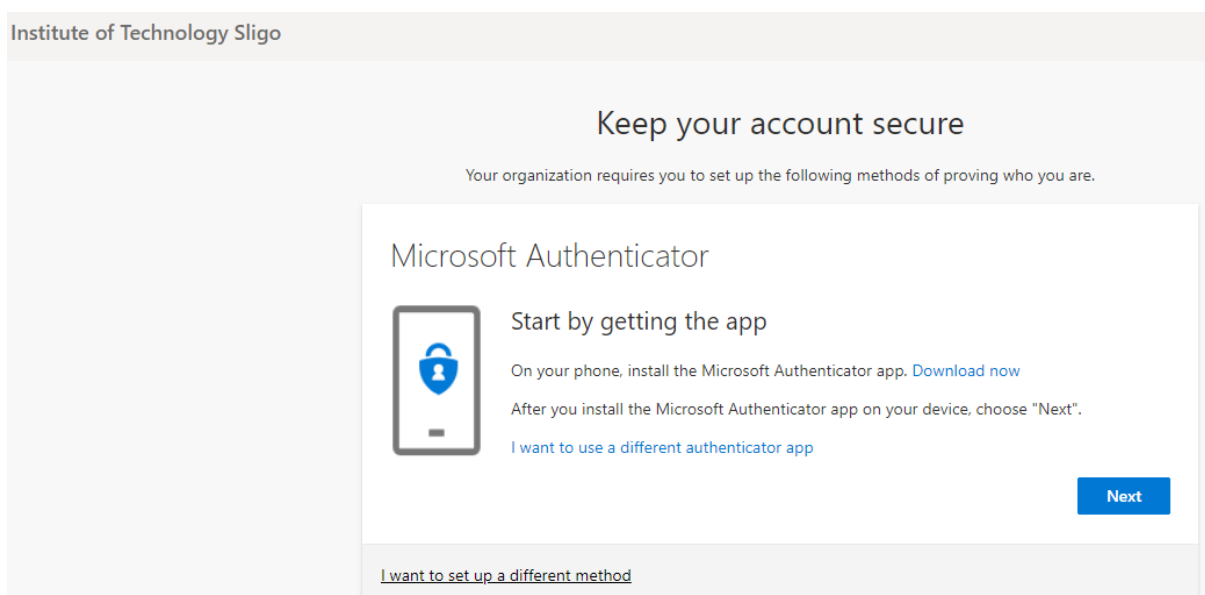 Institute of Technology Sligo
Keep your account secure
Your organization requires you to set up the following methods of proving who you are.
Microsoft Authenticator
Start by getting the app
On your phone, install the Microsoft Authenticator app. Download now
After you install the Microsoft Authenticator app on your device, choose "Next".
I want to use a different authenticator app
Next
I want to set up a different method